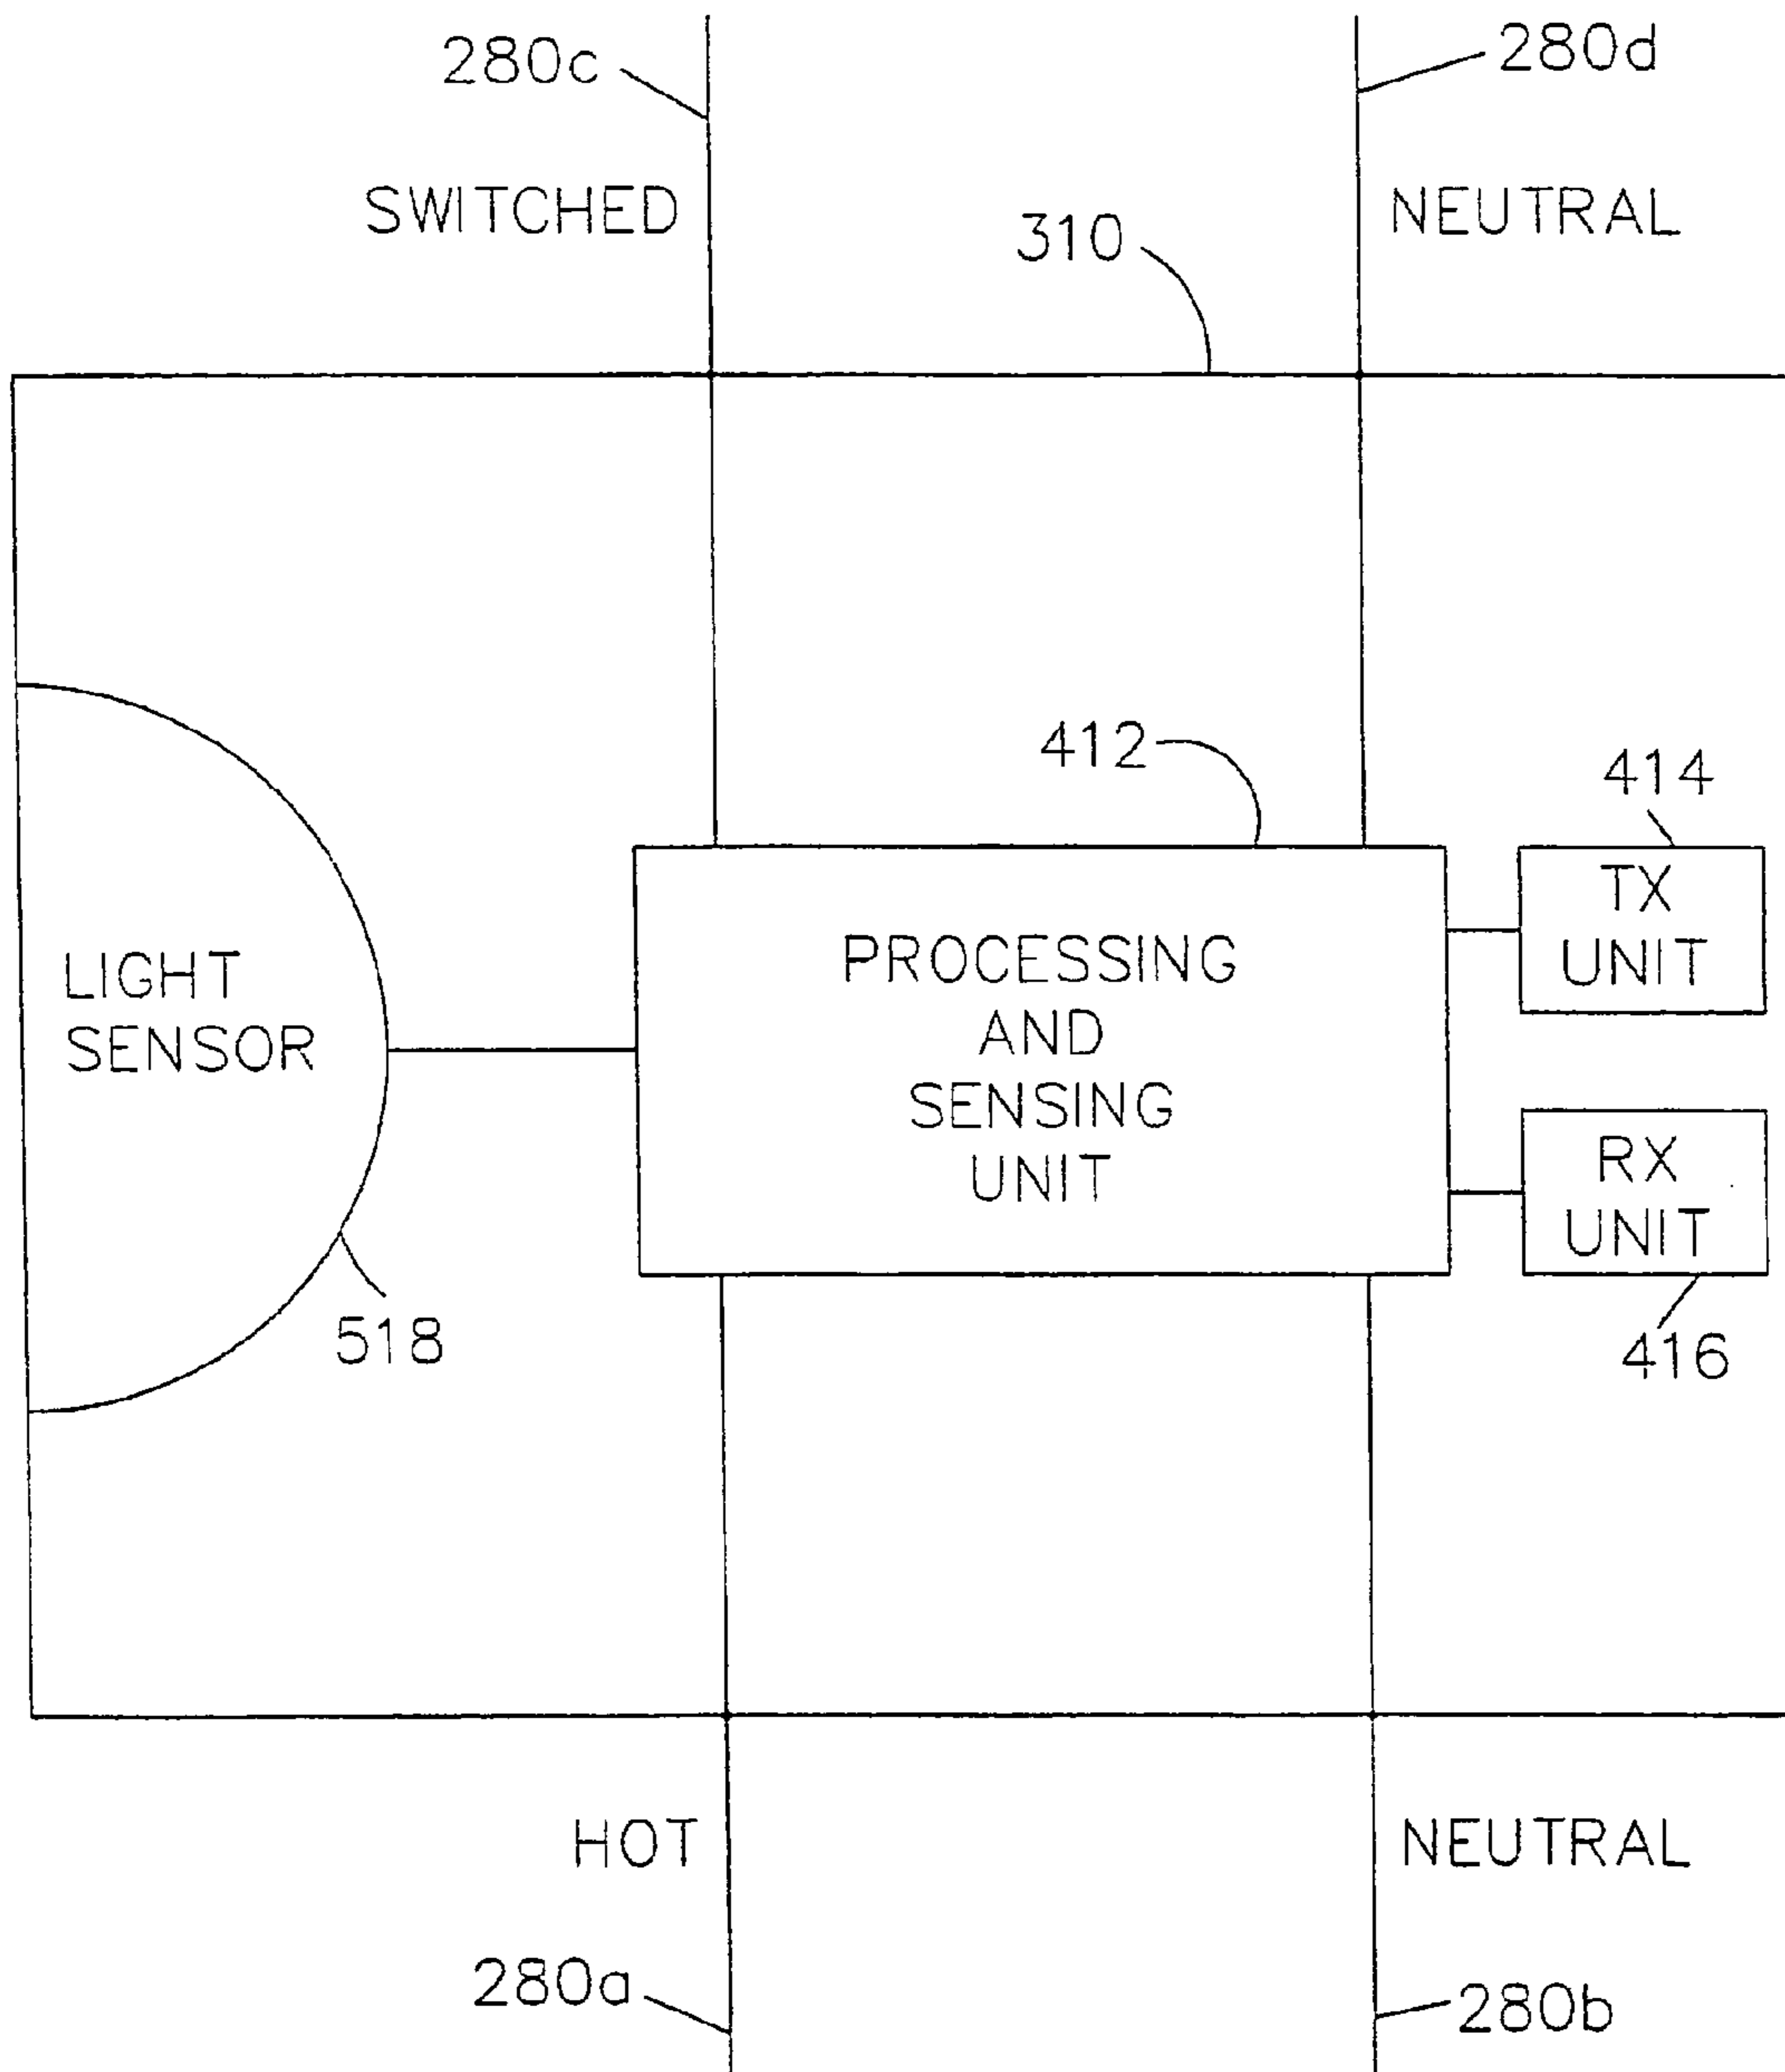 280c
280d
SWITCHED
NEUTRAL
310
412
414
TX
UNIT
LIGHT
SENSOR
PROCESSING
AND
SENSING
UNIT
RX
UNIT
518
416
HOT
NEUTRAL
280a
280b